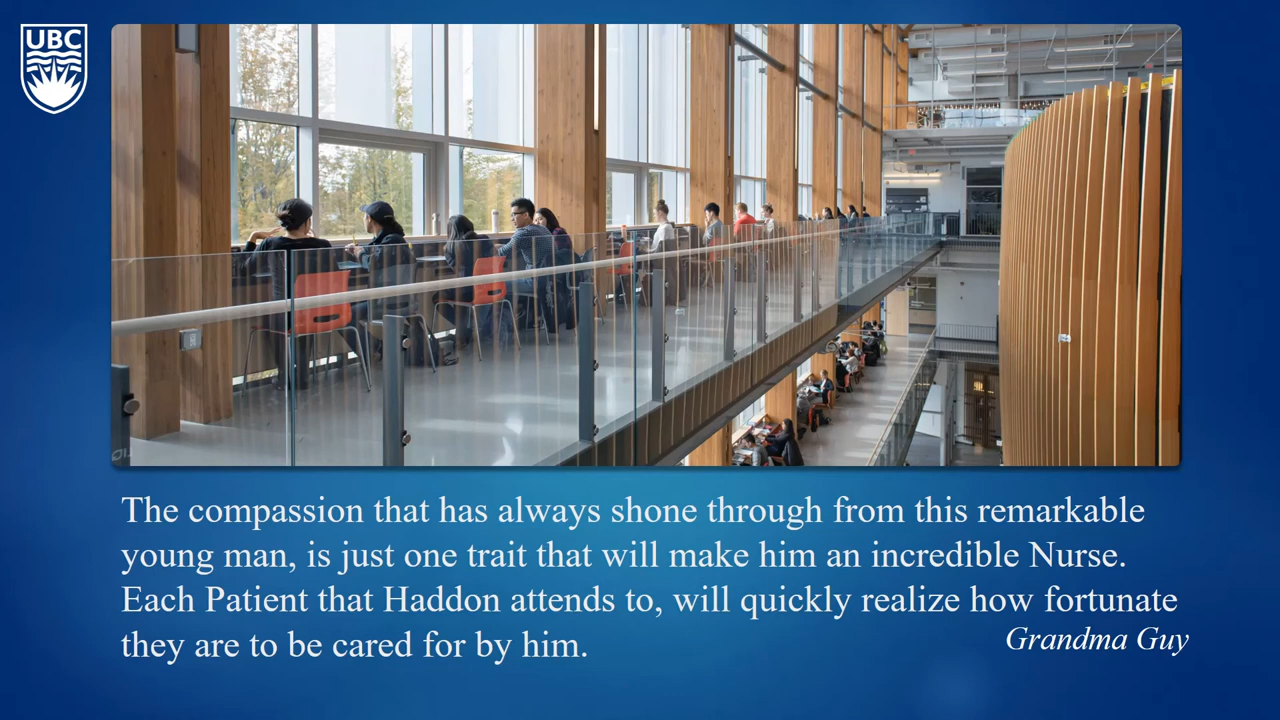 UBC
The compassion that has always shone through from this remarkable
young man, is just one trait that will make him an incredible Nurse.
Each Patient that Haddon attends to, will quickly realize how fortunate
they are to be cared for by him.
Grandma Guy